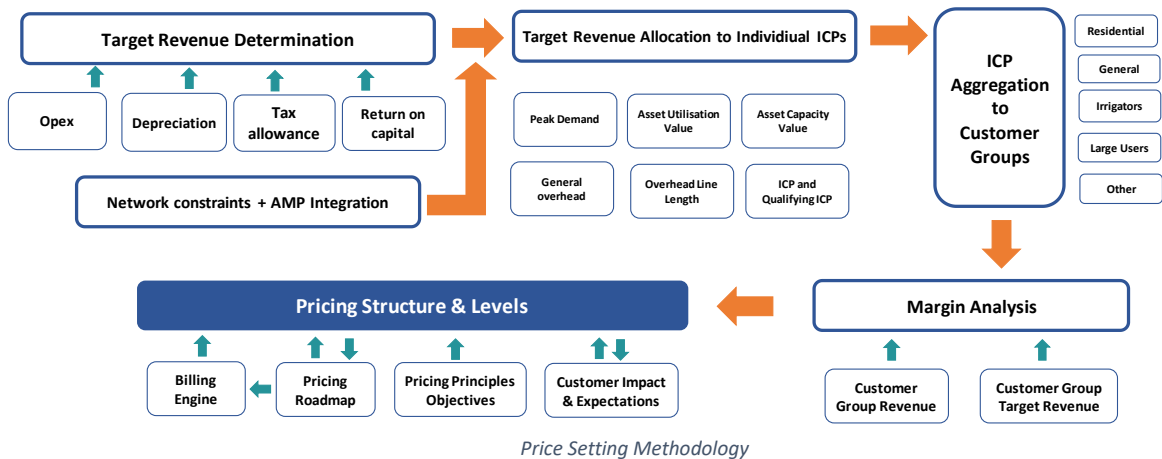 Target Revenue Determination
Opex
Depreciation
Tax
allowance
Return on
capital
Network constraints + AMP Integration
Target Revenue Allocation to Individiual ICPs
Peak Demand
Asset Utilisation
Value
Asset Capacity
Value
General
overhead
Overhead Line
Length
ICP and
Qualifying ICP
ICP
Aggregation
to
Customer
Groups
Residential
General
Irrigators
Large Users
Other
Pricing Structure & Levels
Billing
Engine
Pricing
Roadmap
Pricing Principles
Objectives
Customer Impact
& Expectations
Margin Analysis
Customer
Group Revenue
Customer Group
Target Revenue
Price Setting Methodology